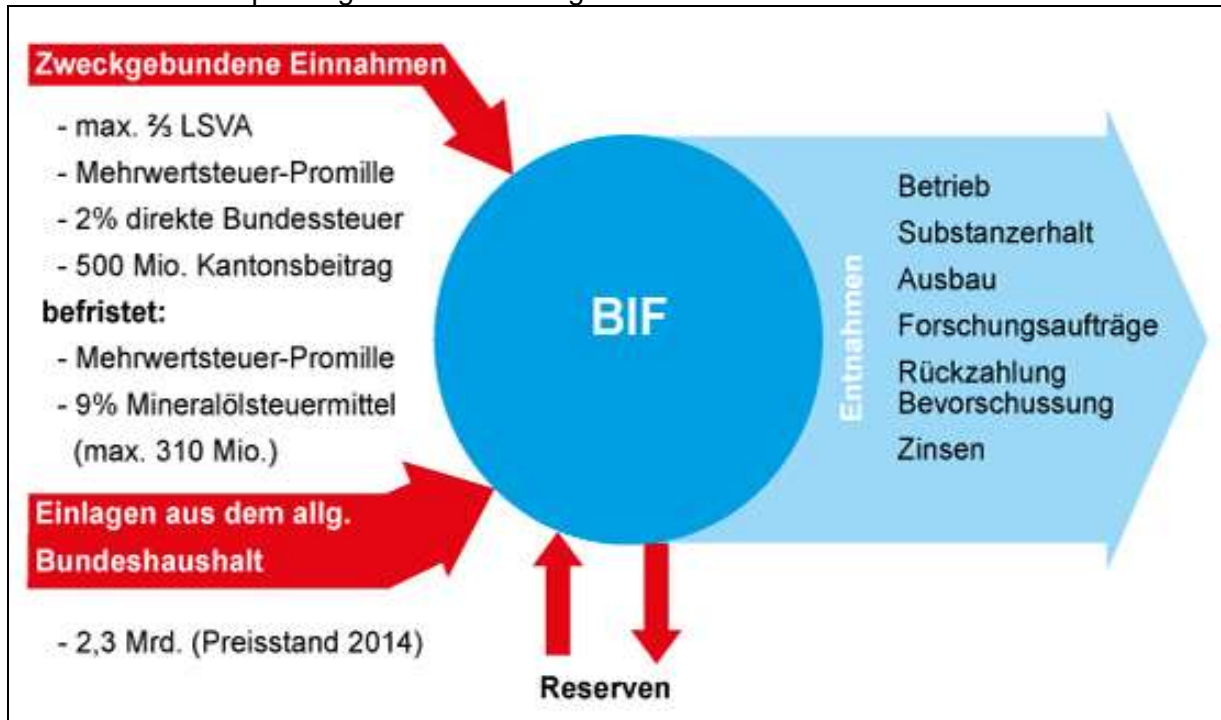 Zweckgebundene Einnahmen
- max. ⅔ LSVA
- Mehrwertsteuer-Promille
- 2% direkte Bundessteuer
- 500 Mio. Kantonsbeitrag
befristet:
- Mehrwertsteuer-Promille
- 9% Mineralölsteuermittel
(max. 310 Mio.)
Einlagen aus dem allg.
Bundeshaushalt
- 2,3 Mrd. (Preisstand 2014)
BIF
Reserven
Entnahmen
Betrieb
Substanzerhalt
Ausbau
Forschungsaufträge
Rückzahlung
Bevorschussung
Zinsen